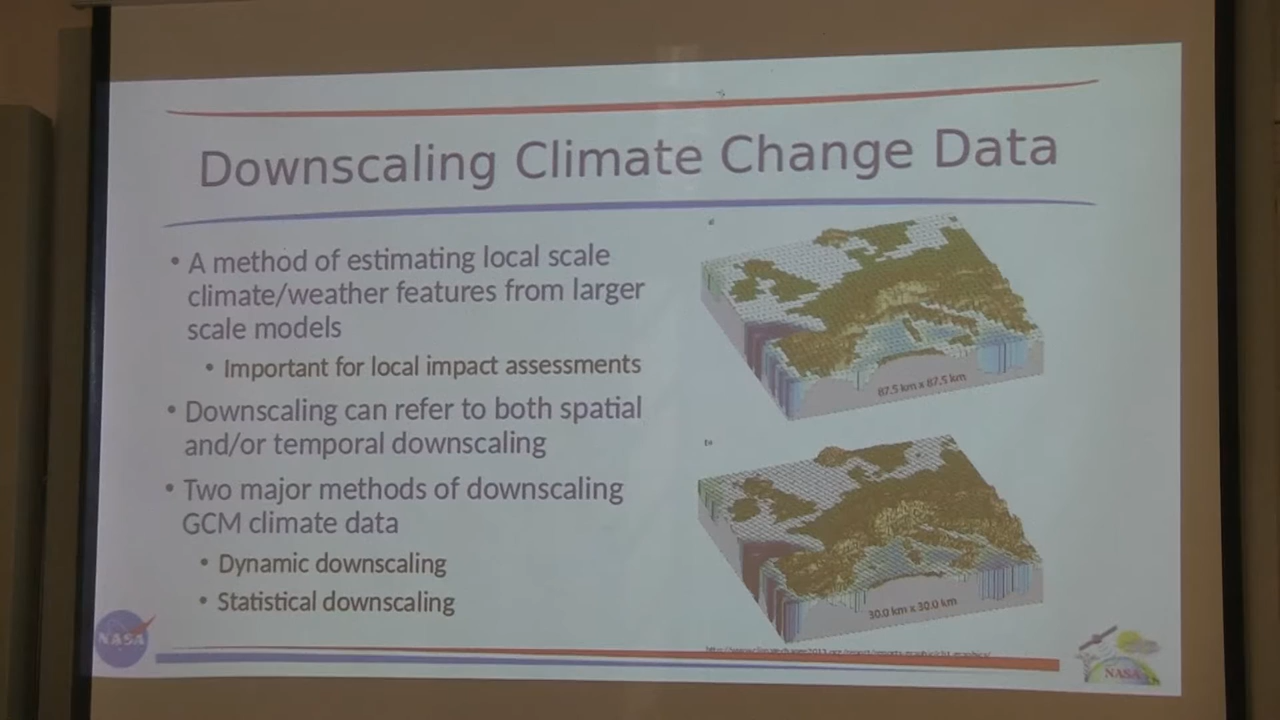 Downscaling Climate Change Data
• A method of estimating local scale
climate/weather features from larger
scale models
• Important for local impact assessments
• Downscaling can refer to both spatial
and/or temporal downscaling
• Two major methods of downscaling
GCM climate data
• Dynamic downscaling
• Statistical downscaling
87.5 km x 87.5 km
30.0 km x 30.0 km
NASA
NASA